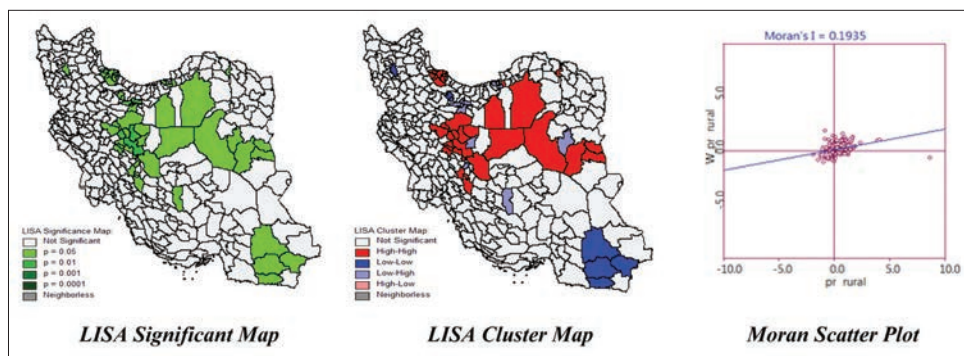 LISA Significance Map:
Not Significant
p = 0.05
p = 0.01
p = 0.001
p = 0.0001
Neighborless
LISA Significant Map
LISA Cluster Map:
Not Significant
High-High
Low-Low
Low-High
High-Low
Neighborless
LISA Cluster Map
Moran's I = 0.1935
W_pr rural
5.0
0.0
-5.0
-10.0
-5.0
0.0
5.0
10.0
pr rural
Moran Scatter Plot